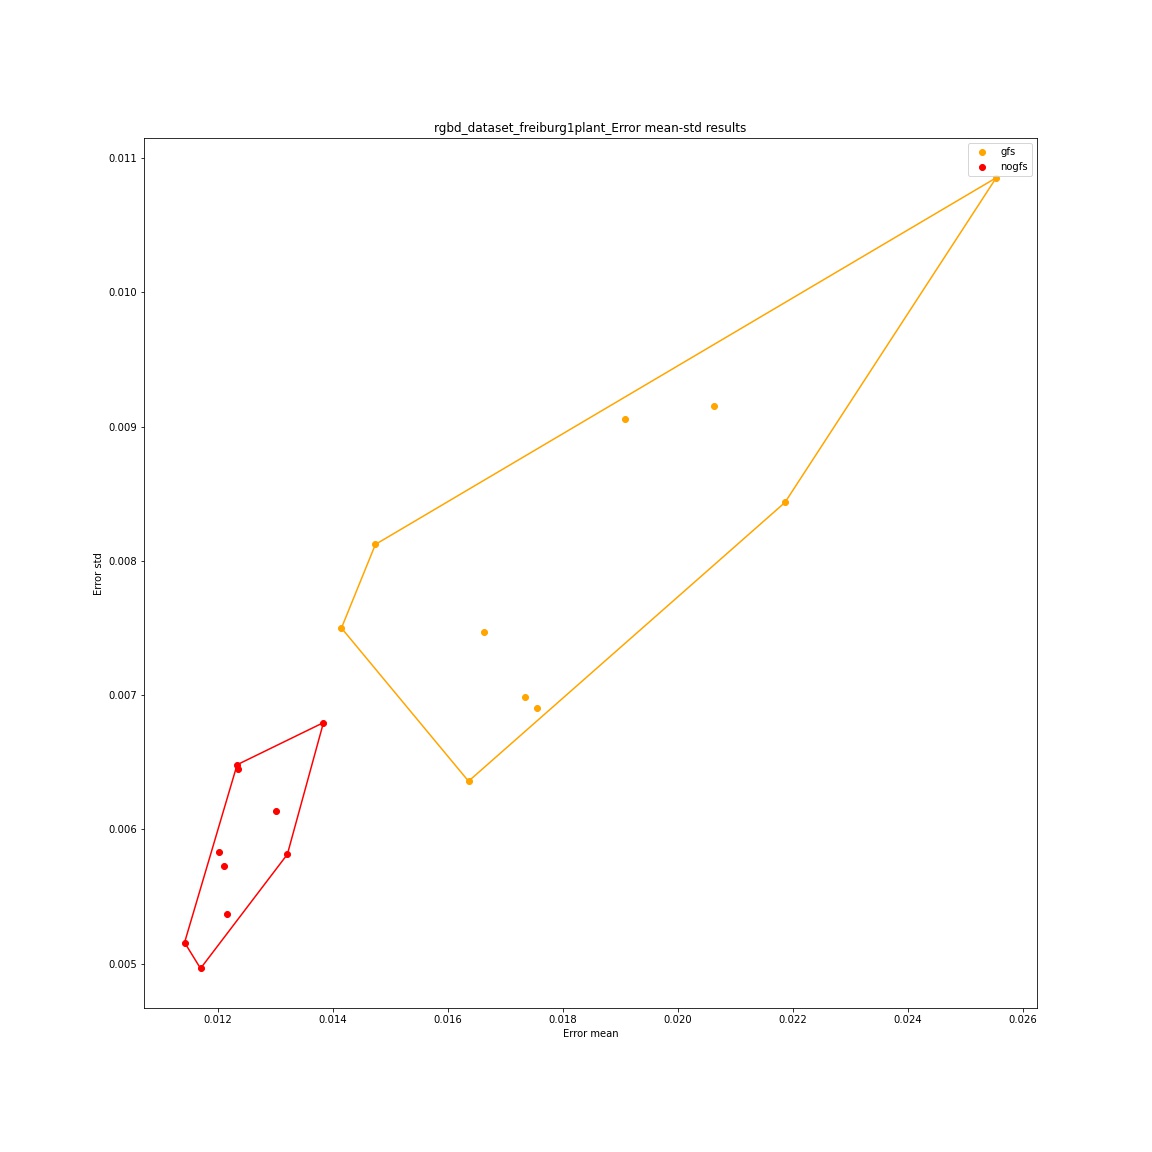 rgbd_dataset_freiburg1plant_Error mean-std results
gfs
nogfs
0.011
0.010
0.009
0.008
0.007
0.006
0.005
Error std
0.012 0.014 0.016 0.018 0.020 0.022 0.024 0.026
Error mean